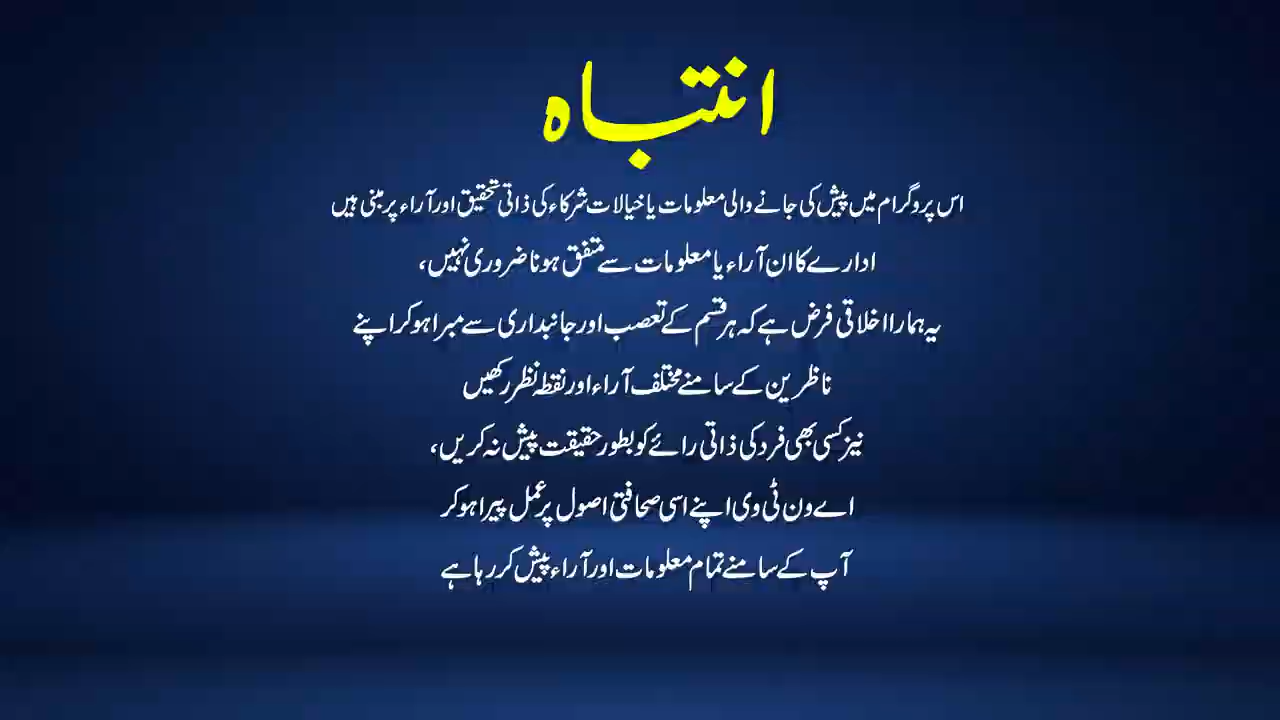 انتباہ
اس پروگرام میں پیش کی جانے والی معلومات یا خیالات شرکاء کی ذاتی تحقیق اور آراء پر مبنی ہیں
ادارے کا ان آراء یا معلومات سے متفق ہونا ضروری نہیں،
یہ ہمارا اخلاقی فرض ہے کہ ہر قسم کے تعصب اور جانبداری سے مبرا ہو کر اپنے
ناظرین کے سامنے مختلف آراء اور نقطہ نظر رکھیں
نیز کسی بھی فرد کی ذاتی رائے کو بطور حقیقت پیش نہ کریں،
اے ون ٹی وی اپنے اسی صحافتی اصول پر عمل پیرا ہو کر
آپ کے سامنے تمام معلومات اور آراء پیش کر رہا ہے